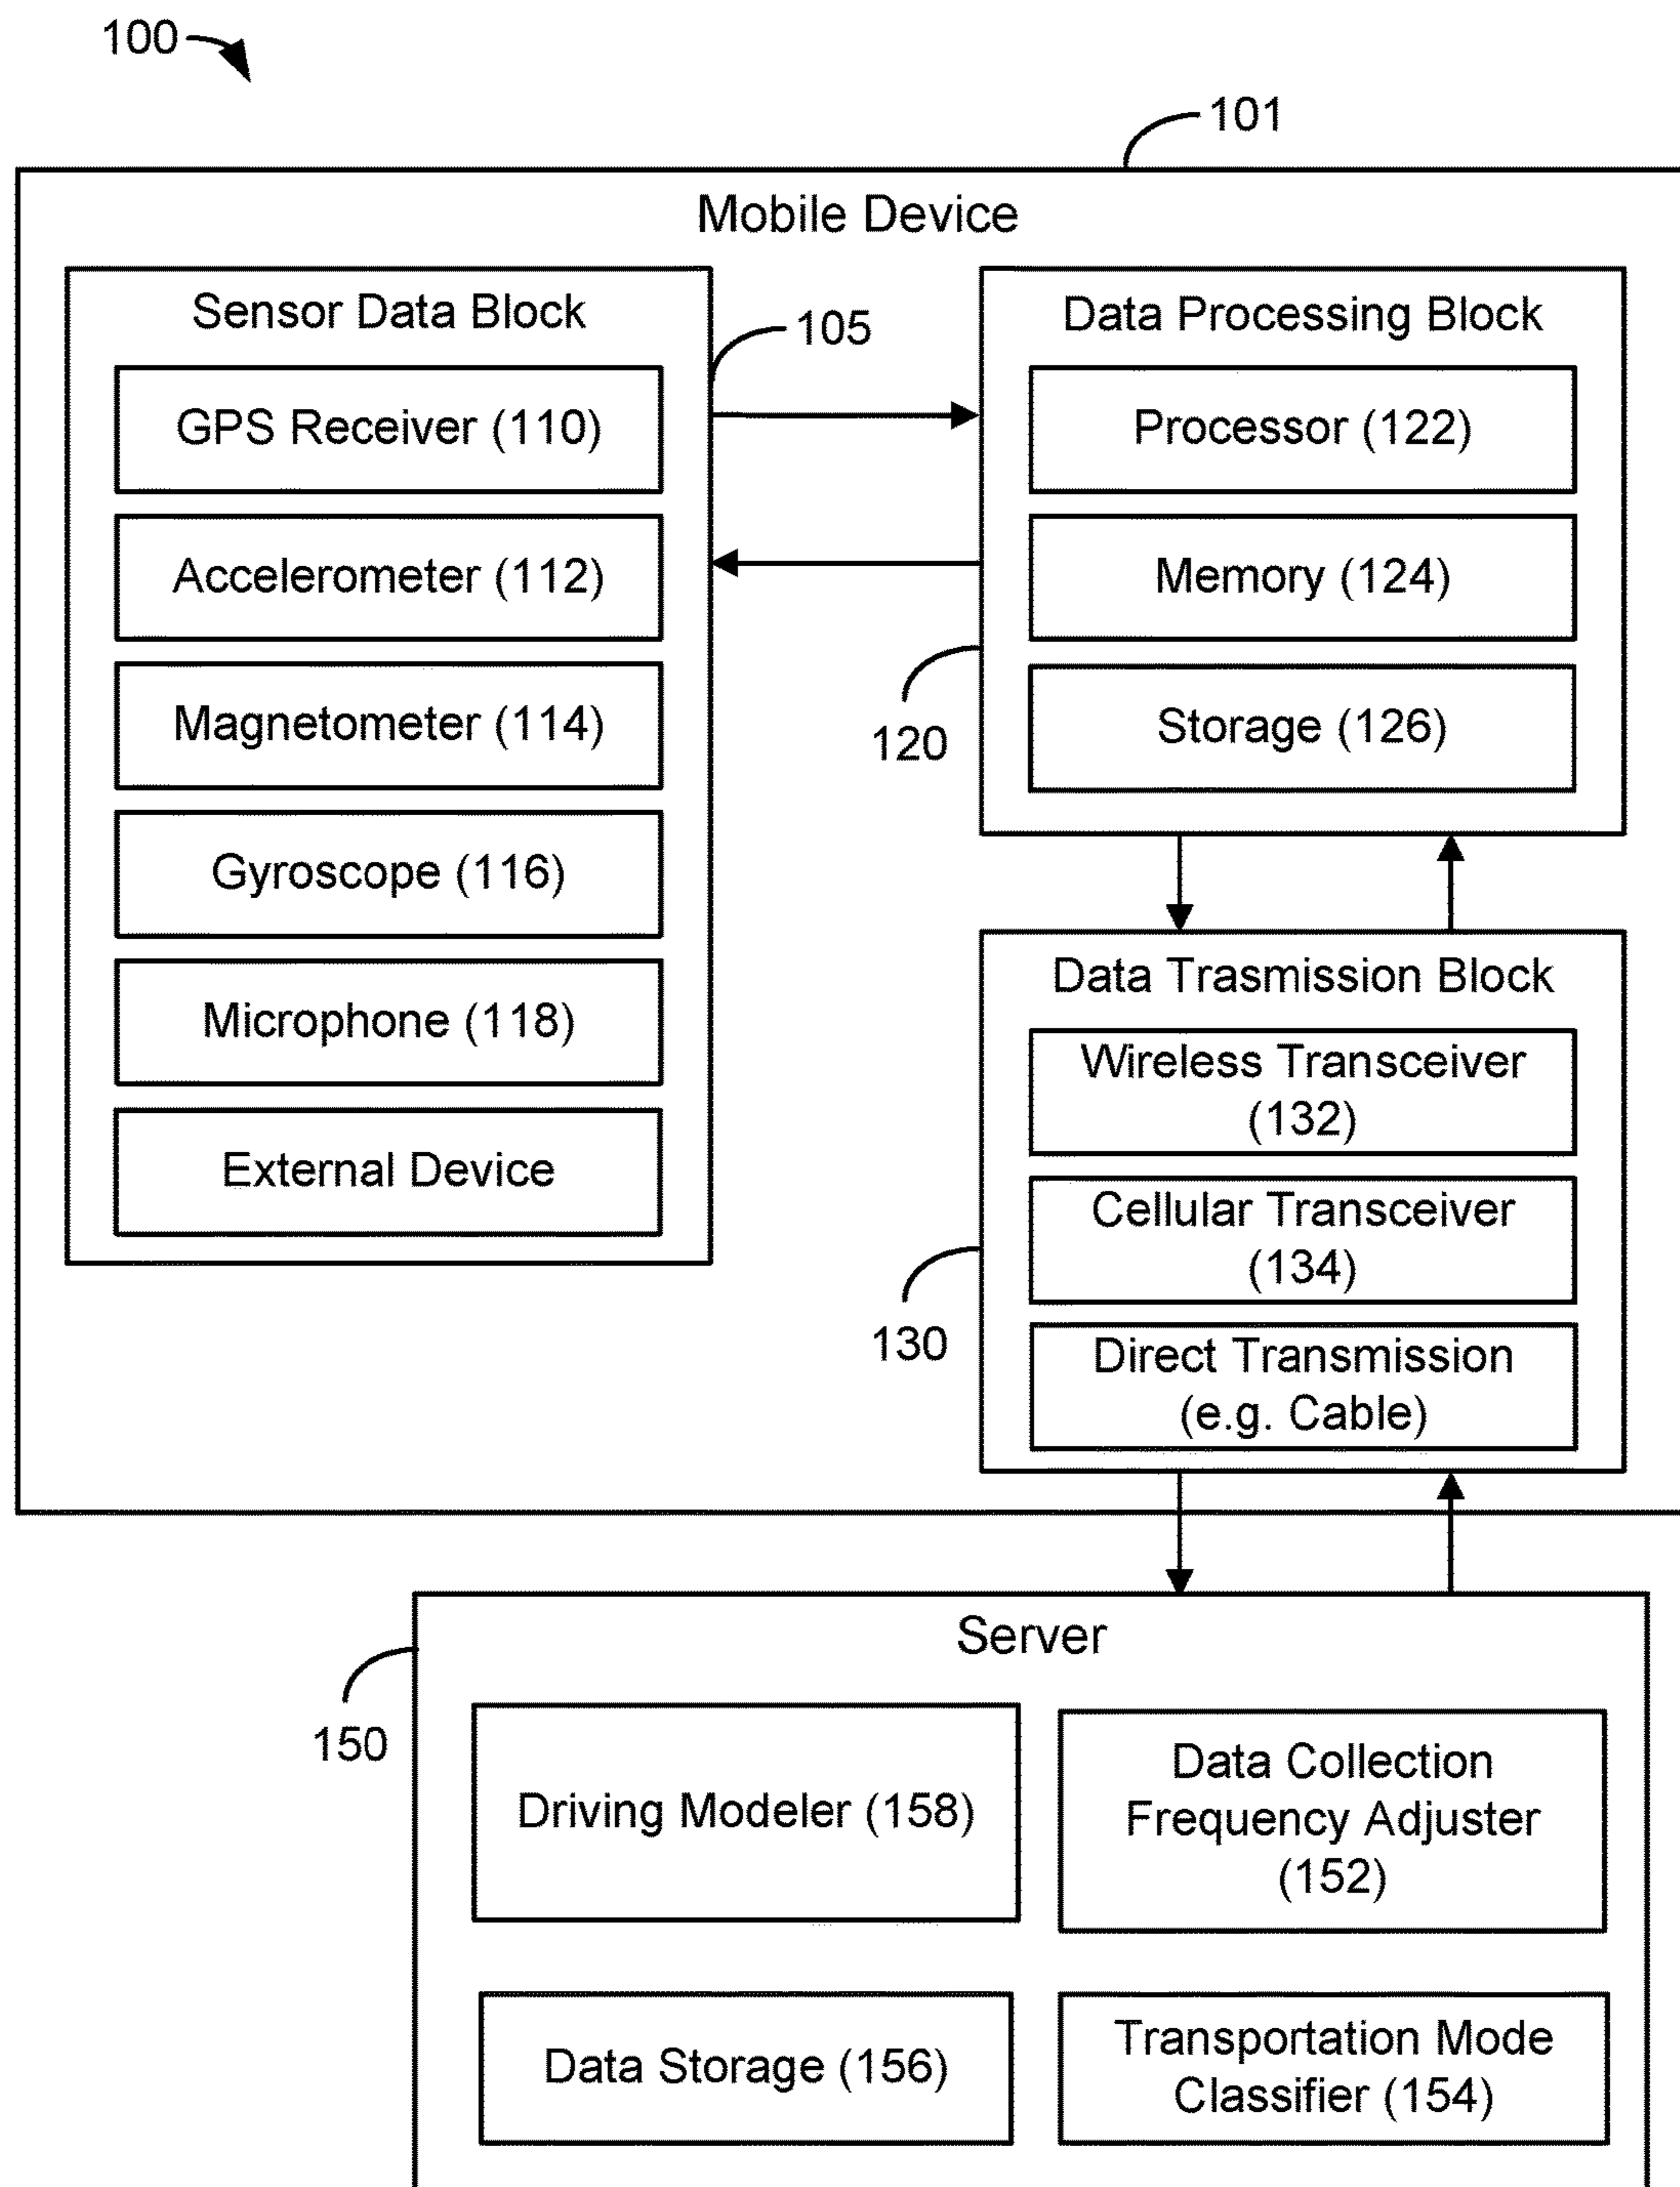 100
101
Mobile Device
Sensor Data Block
105
GPS Receiver (110)
Accelerometer (112)
Magnetometer (114)
Gyroscope (116)
Microphone (118)
External Device
Data Processing Block
Processor (122)
Memory (124)
Storage (126)
120
Data Trasmission Block
Wireless Transceiver
(132)
Cellular Transceiver
(134)
Direct Transmission
(e.g. Cable)
130
Server
150
Driving Modeler (158)
Data Collection
Frequency Adjuster
(152)
Data Storage (156)
Transportation Mode
Classifier (154)